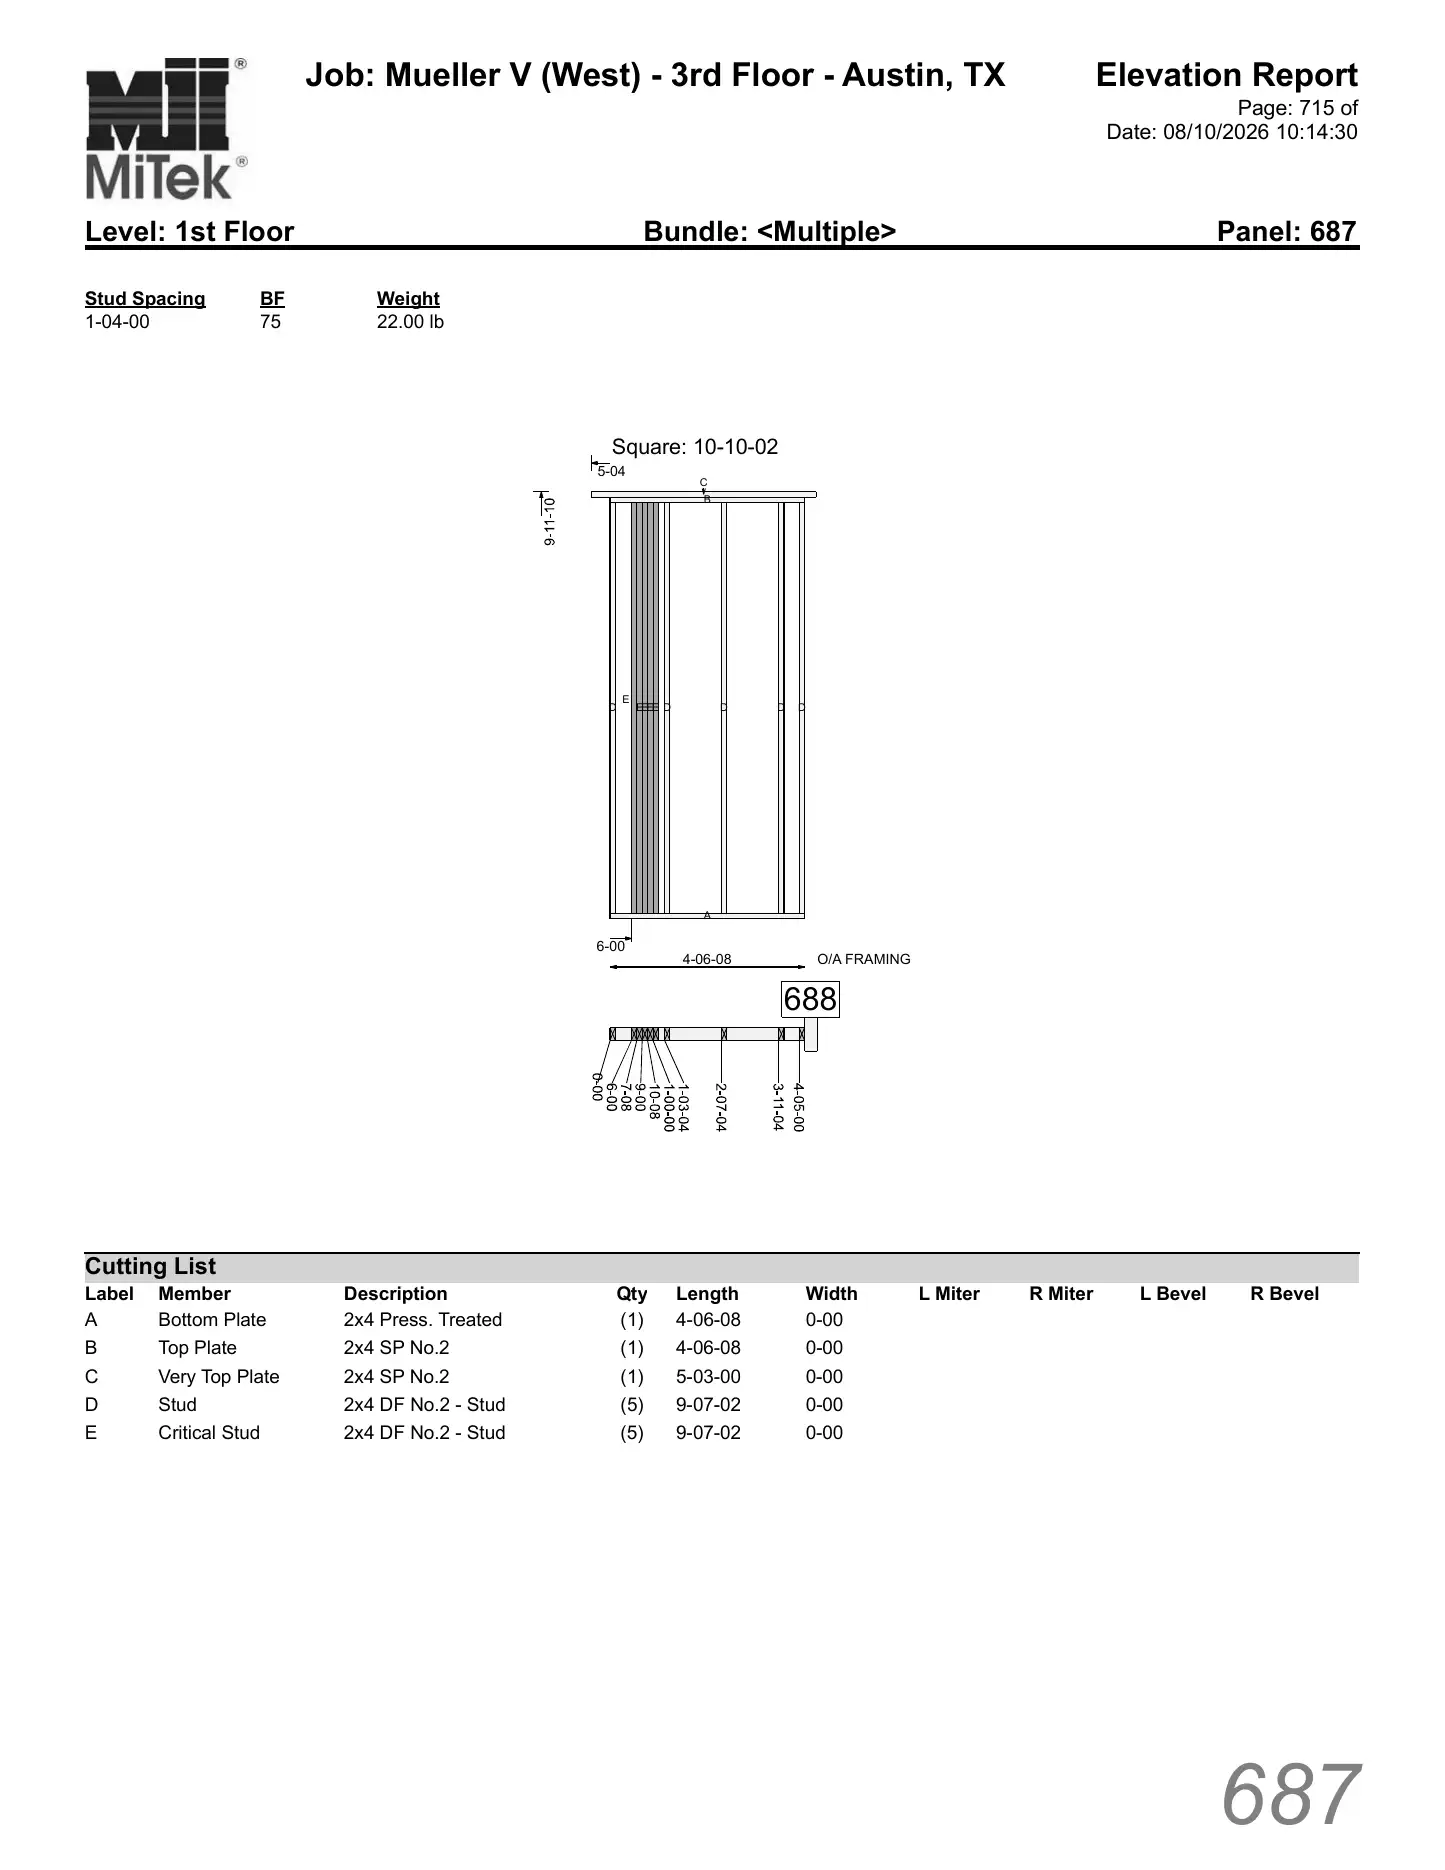 Job: Mueller V (West) - 3rd Floor - Austin, TX
Elevation Report
Page: 715 of
Date: 08/10/2026 10:14:30
MiTek®
Level: 1st Floor Bundle: <Multiple> Panel: 687
Stud Spacing BF Weight
1-04-00 75 22.00 lb
Square: 10-10-02
5-04
C
B
9-11-10
E
A
6-00
4-06-08 O/A FRAMING
688
0-00
6-00
7-08
9-00
10-08
1-00-00
1-03-04
2-07-04
3-11-04
4-05-00
Cutting List
Label Member Description Qty Length Width L Miter R Miter L Bevel R Bevel
A Bottom Plate 2x4 Press. Treated (1) 4-06-08 0-00
B Top Plate 2x4 SP No.2 (1) 4-06-08 0-00
C Very Top Plate 2x4 SP No.2 (1) 5-03-00 0-00
D Stud 2x4 DF No.2 - Stud (5) 9-07-02 0-00
E Critical Stud 2x4 DF No.2 - Stud (5) 9-07-02 0-00
687